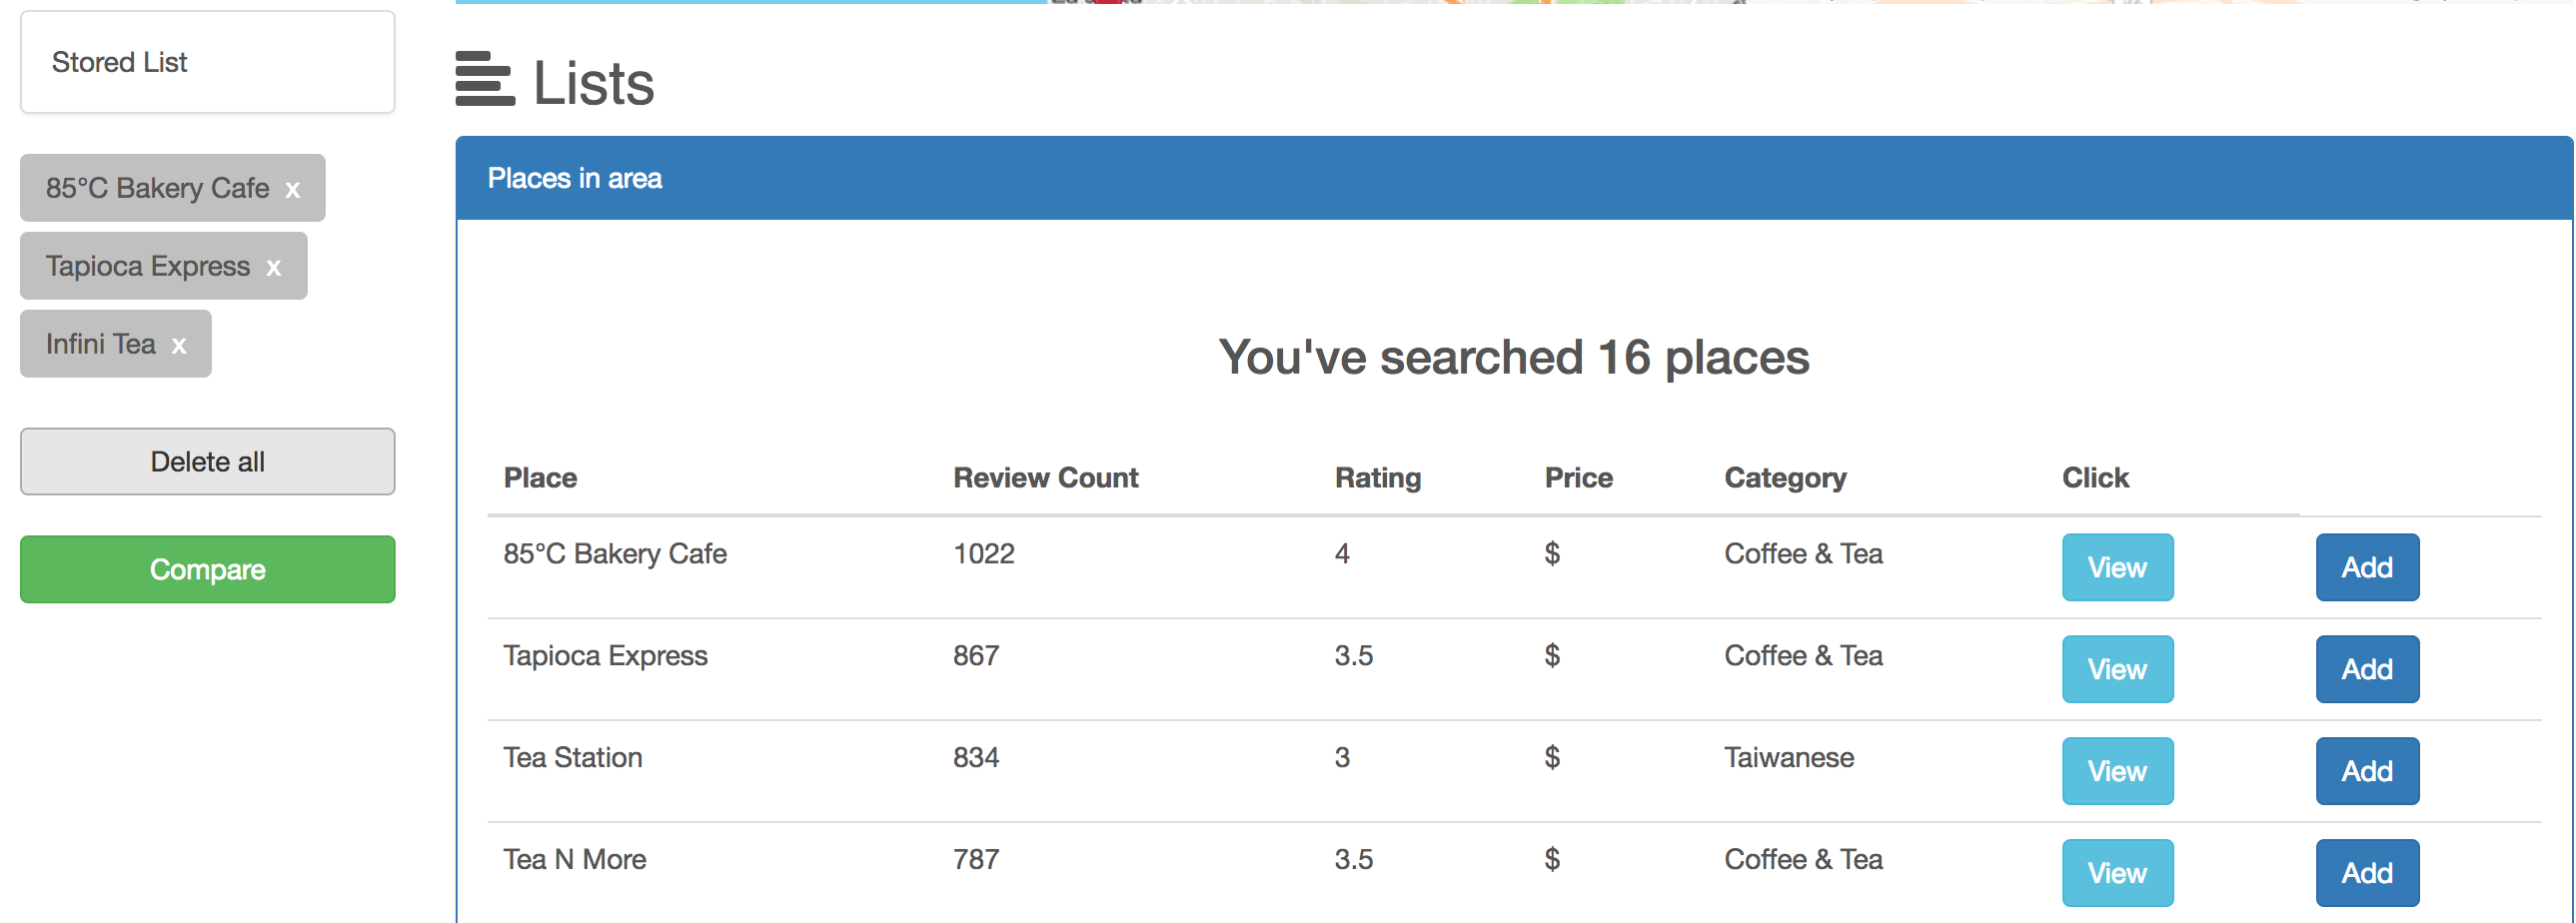 Stored List
85°C Bakery Cafe x
Tapioca Express x
Infini Tea x
Delete all
Compare
Lists
Places in area
You've searched 16 places
Place Review Count Rating Price Category Click
85°C Bakery Cafe 1022 4 $ Coffee & Tea View Add
Tapioca Express 867 3.5 $ Coffee & Tea View Add
Tea Station 834 3 $ Taiwanese View Add
Tea N More 787 3.5 $ Coffee & Tea View Add